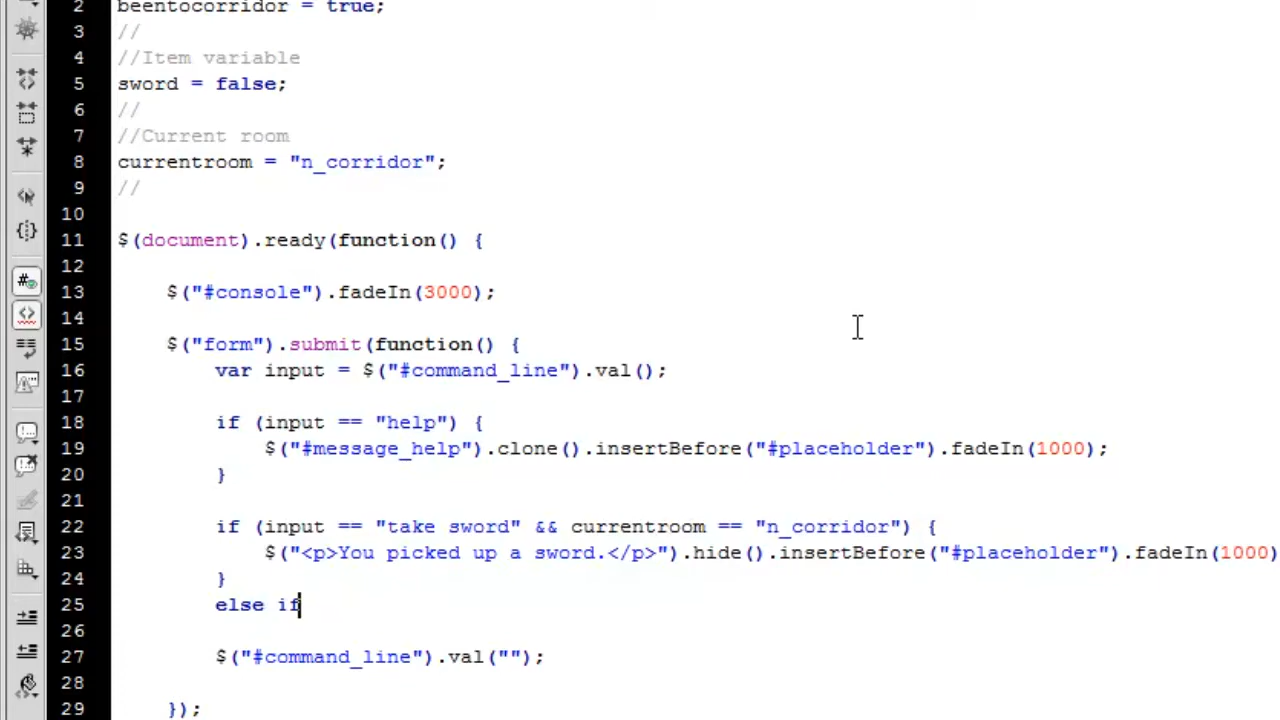 2 beentocorridor = true;
3 //
4 //Item variable
5 sword = false;
6 //
7 //Current room
8 currentroom = "n_corridor";
9 //
10
11 $(document).ready(function() {
12
13 $("#console").fadeIn(3000);
14
15 $("form").submit(function() {
16 var input = $("#command_line").val();
17
18 if (input == "help") {
19 $("#message_help").clone().insertBefore("#placeholder").fadeIn(1000);
20 }
21
22 if (input == "take sword" && currentroom == "n_corridor") {
23 $("<p>You picked up a sword.</p>").hide().insertBefore("#placeholder").fadeIn(1000)
24 }
25 else if
26
27 $("#command_line").val("");
28
29 });